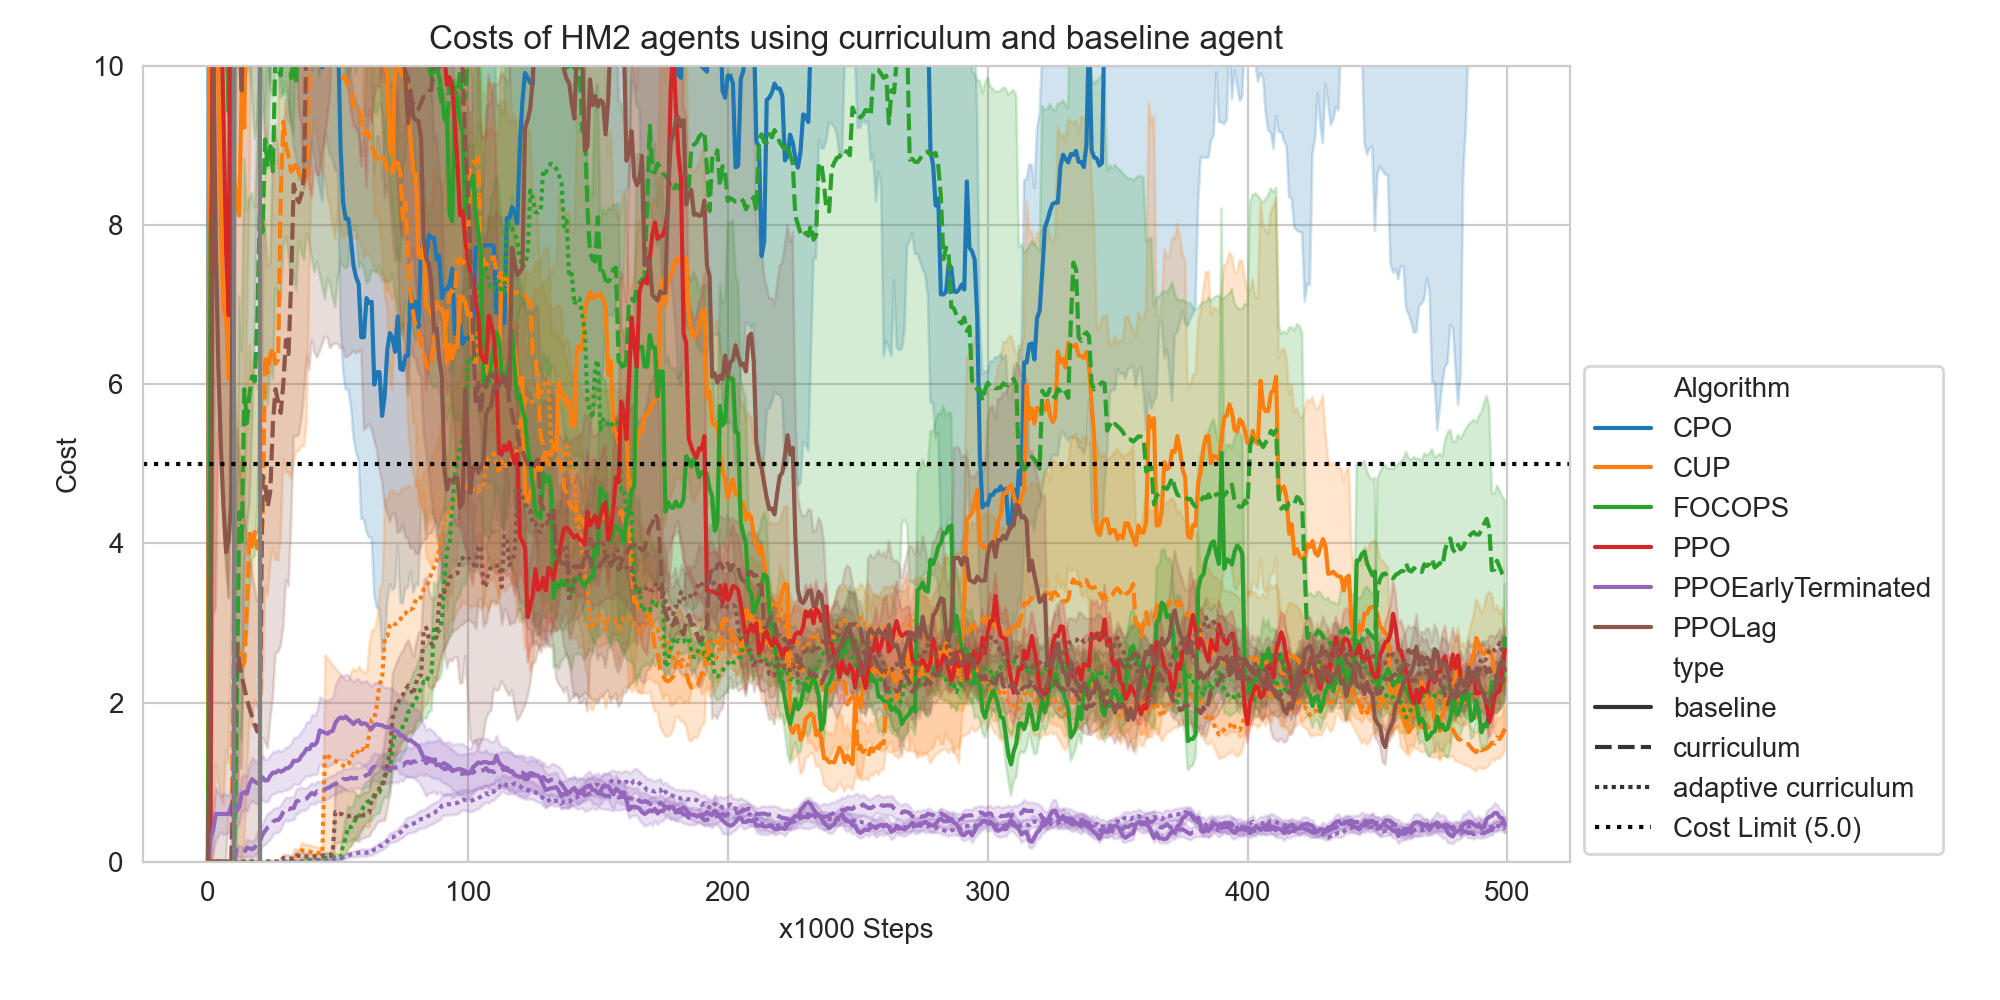 Costs of HM2 agents using curriculum and baseline agent
10
8
6
4
2
0
Cost
0 100 200 300 400 500
x1000 Steps
Algorithm
CPO
CUP
FOCOPS
PPO
PPOEarlyTerminated
PPOLag
type
baseline
curriculum
adaptive curriculum
Cost Limit (5.0)